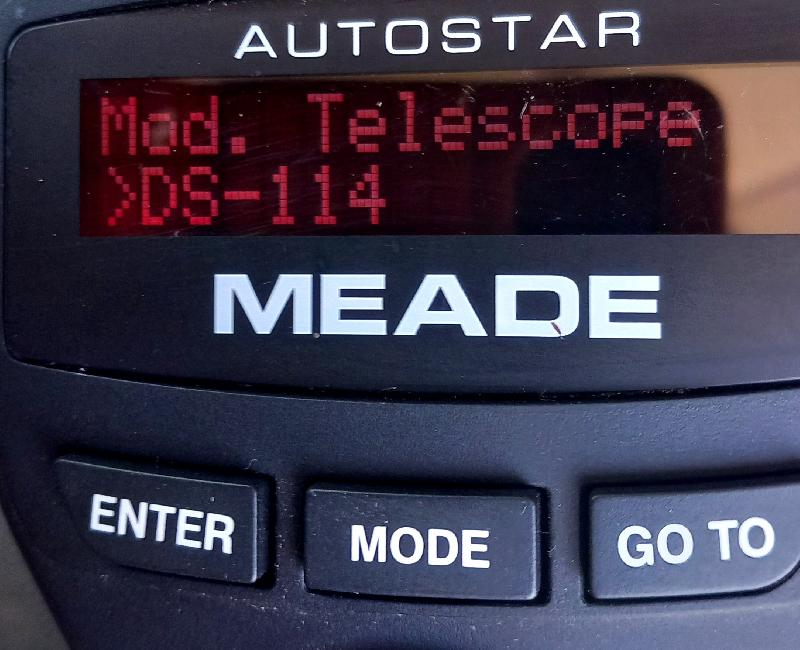 AUTOSTAR
Mod. Telescope
>DS-114
MEADE
ENTER MODE GO TO